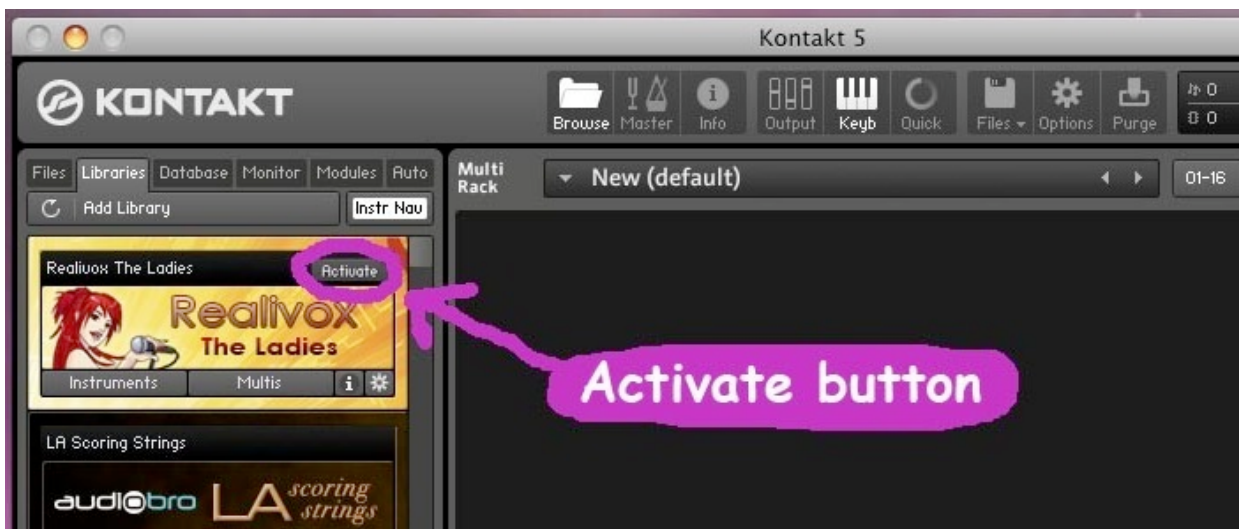 Kontakt 5
KONTAKT
Browse Master Info Output Keyb Quick Files Options Purge
0
0
Files Libraries Database Monitor Modules Auto
Multi Rack
New (default)
01-16
Add Library
Instr Nav
Realivox The Ladies
Activate
Realivox
The Ladies
Instruments Multis i
Activate button
LA Scoring Strings
audiobro LA scoring strings